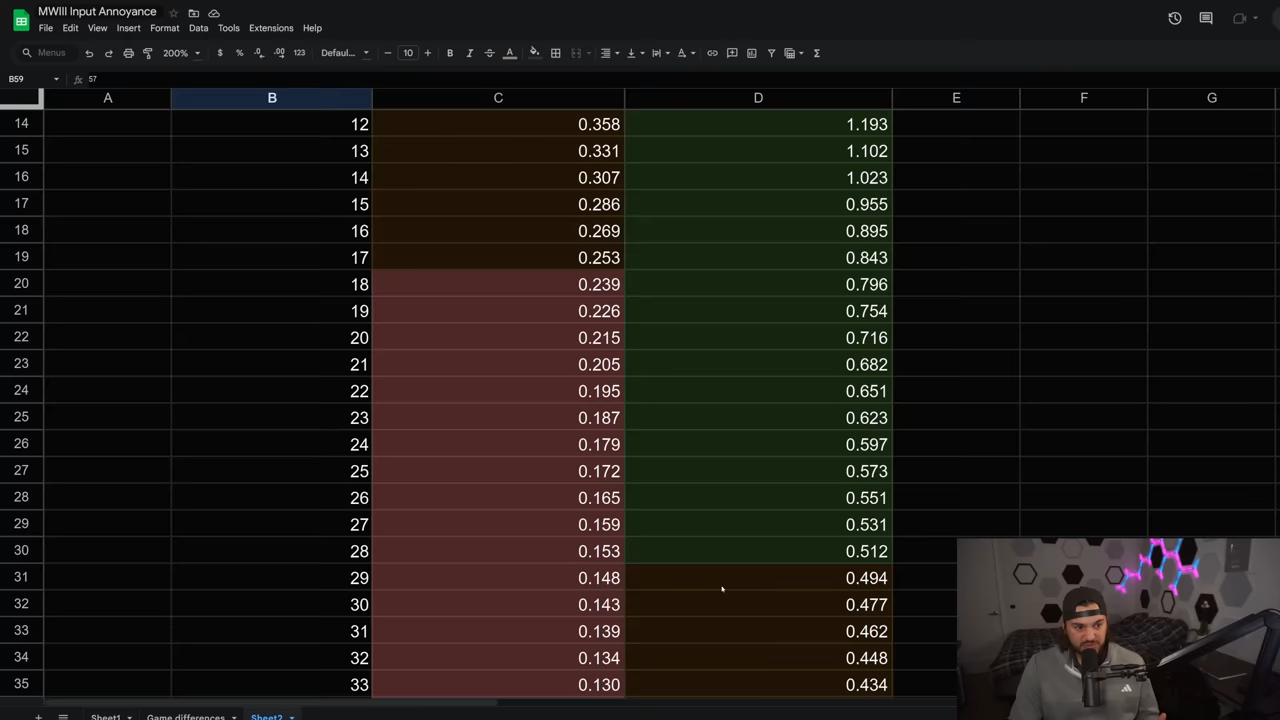 MWIII Input Annoyance
File Edit View Insert Format Data Tools Extensions Help
Menus 200% $ % .0 .00 123 Defaul... 10 B I A
B59 fx 57
A B C D E F G
14 12 0.358 1.193
15 13 0.331 1.102
16 14 0.307 1.023
17 15 0.286 0.955
18 16 0.269 0.895
19 17 0.253 0.843
20 18 0.239 0.796
21 19 0.226 0.754
22 20 0.215 0.716
23 21 0.205 0.682
24 22 0.195 0.651
25 23 0.187 0.623
26 24 0.179 0.597
27 25 0.172 0.573
28 26 0.165 0.551
29 27 0.159 0.531
30 28 0.153 0.512
31 29 0.148 0.494
32 30 0.143 0.477
33 31 0.139 0.462
34 32 0.134 0.448
35 33 0.130 0.434
Sheet1 Game differences Sheet2